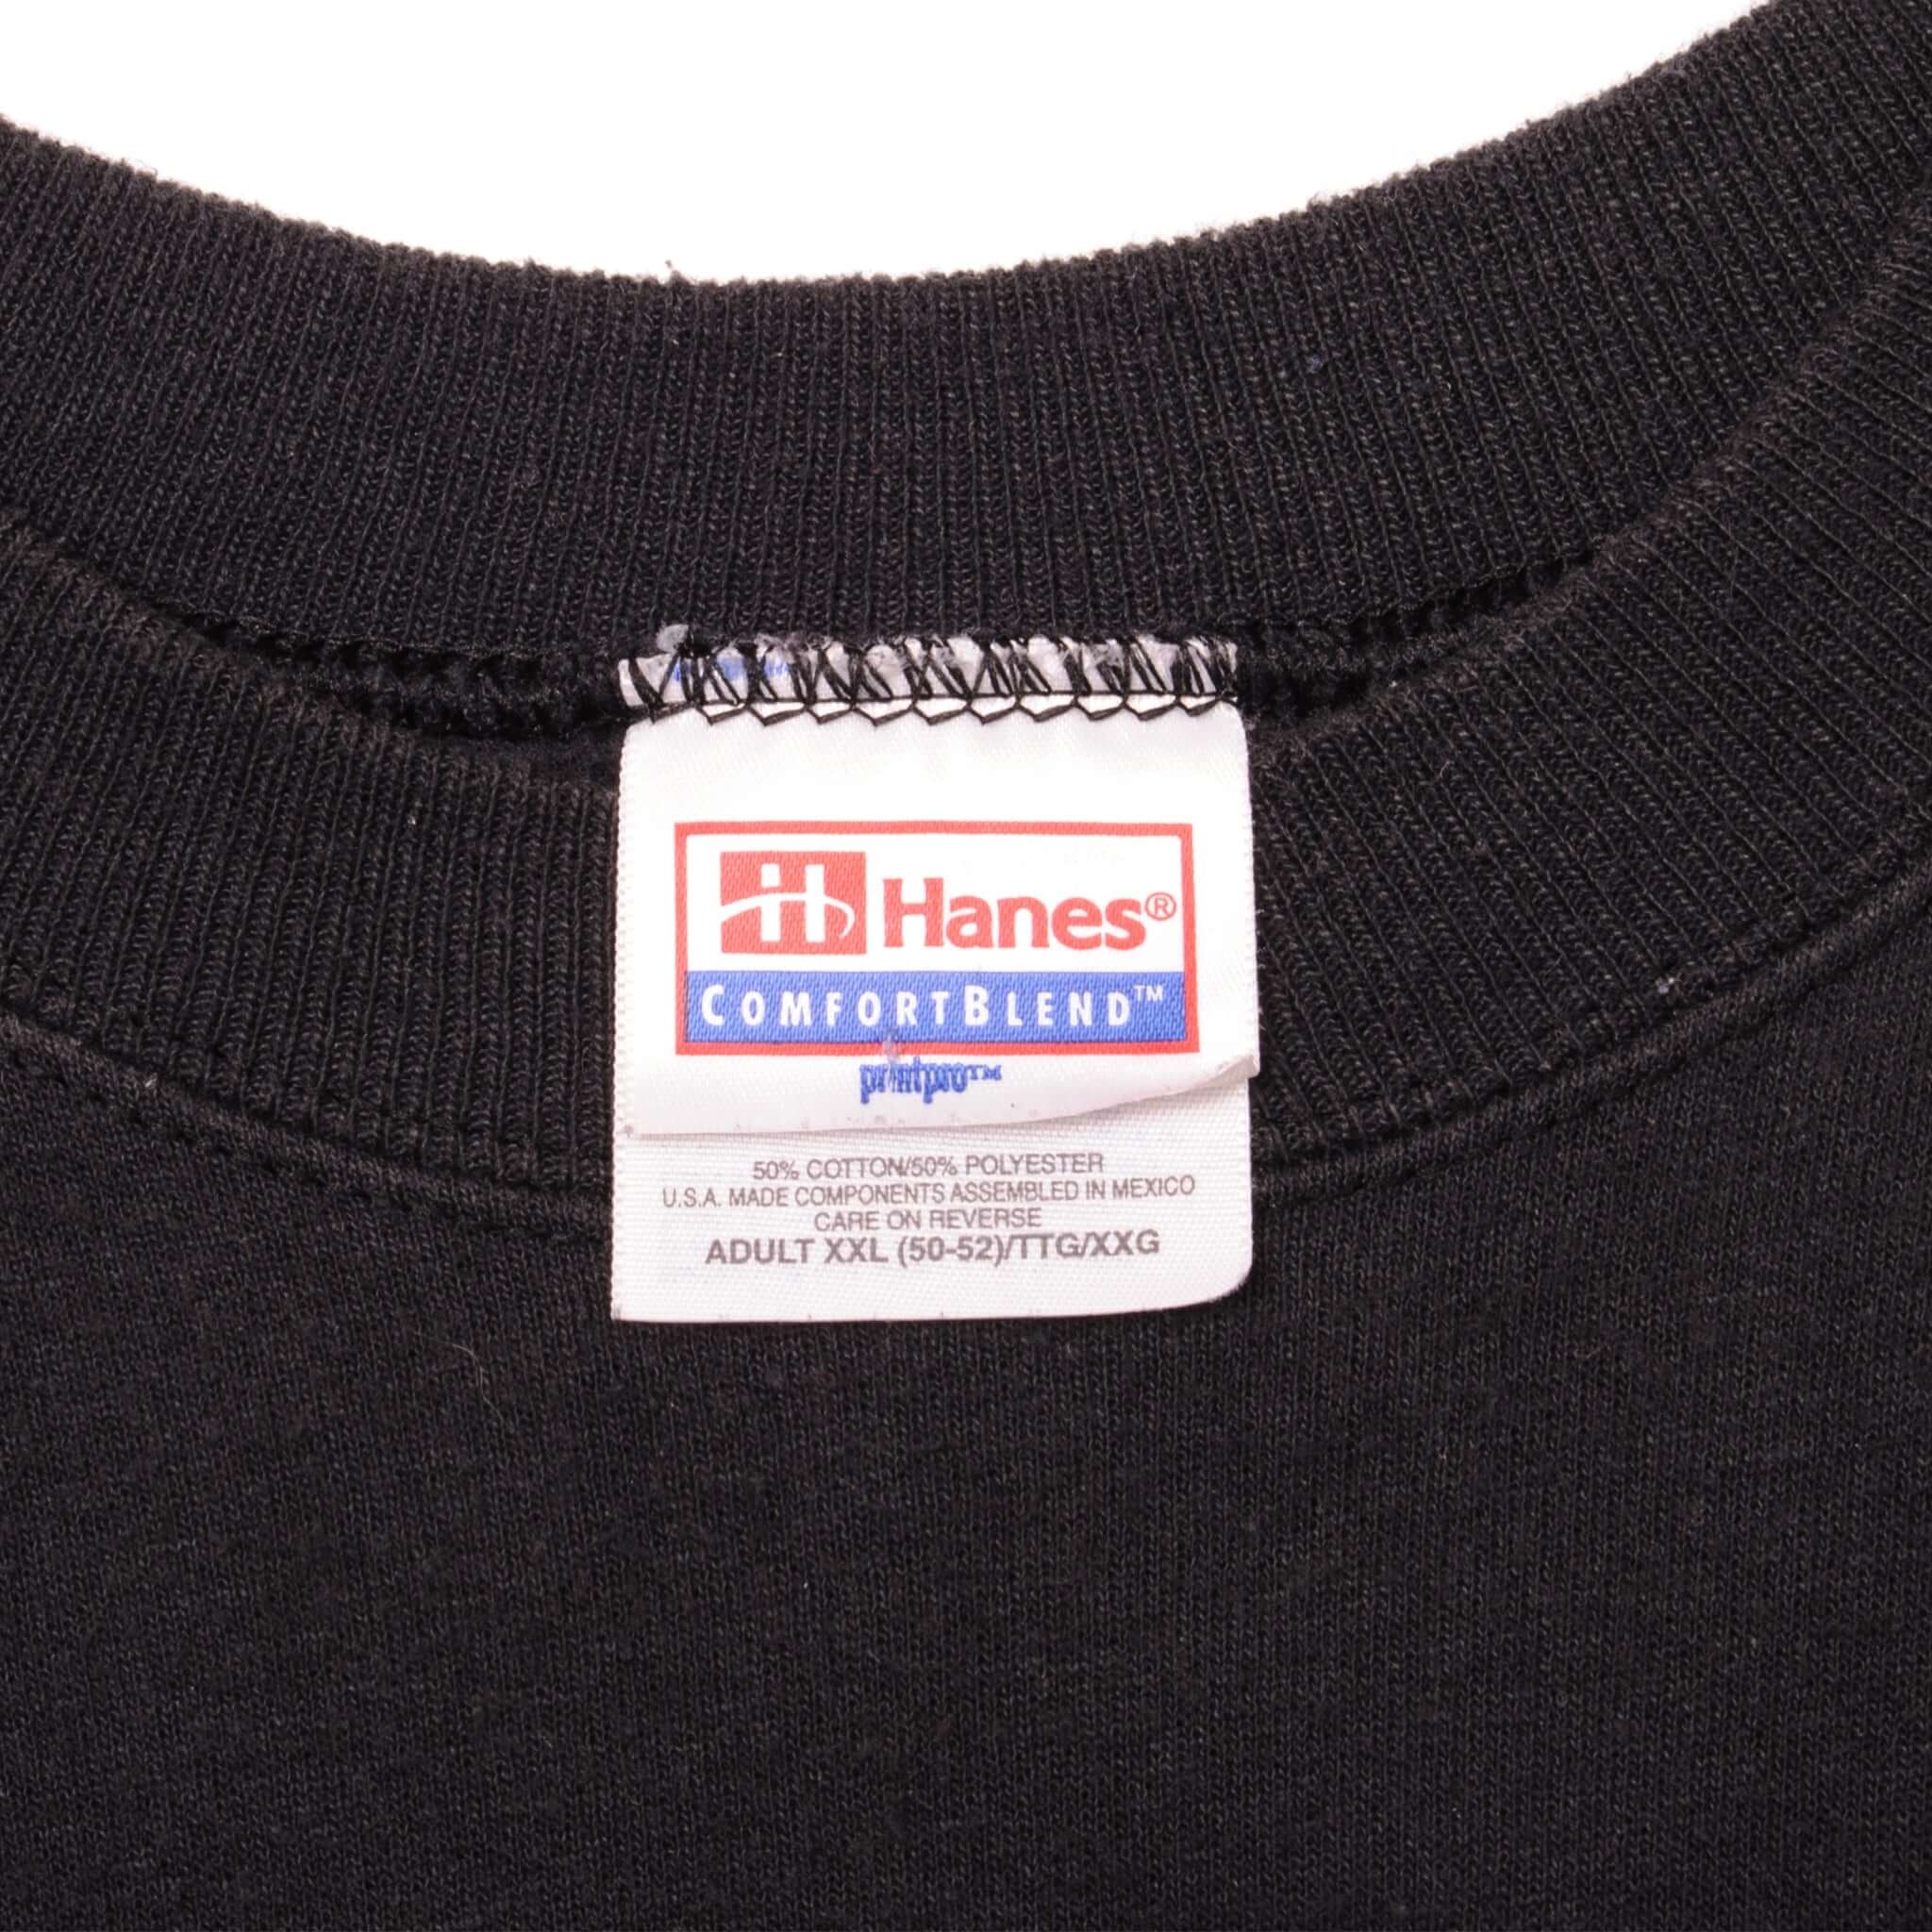 H Hanes®
COMFORTBLEND™
printpro™
50% COTTON/50% POLYESTER
U.S.A. MADE COMPONENTS ASSEMBLED IN MEXICO
CARE ON REVERSE
ADULT XXL (50-52)/TTG/XXG